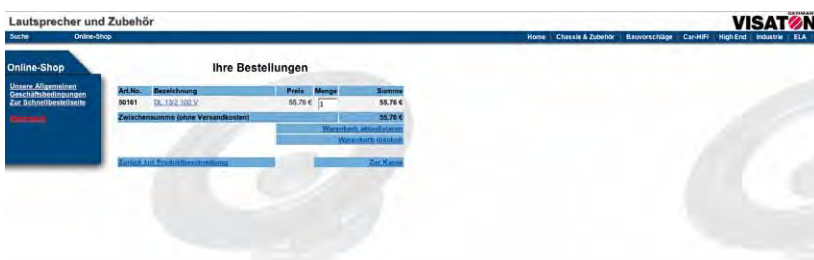 Lautsprecher und Zubehör
GERMANY
VISATON
Suche Online-Shop Home Chassis & Zubehör Bauvorschläge Car-HiFi High End Industrie ELA
Online-Shop
Unsere Allgemeinen
Geschäftsbedingungen
Zur Schnellbestellseite
Ihre Bestellungen
Art.No. Bezeichnung Preis Menge Summe
50161 DL 13/2 100 V 55,76 € 1 55,76 €
Zwischensumme (ohne Versandkosten) 55,76 €
Warenkorb aktualisieren
Warenkorb löschen
Zurück zur Produktbeschreibung Zur Kasse